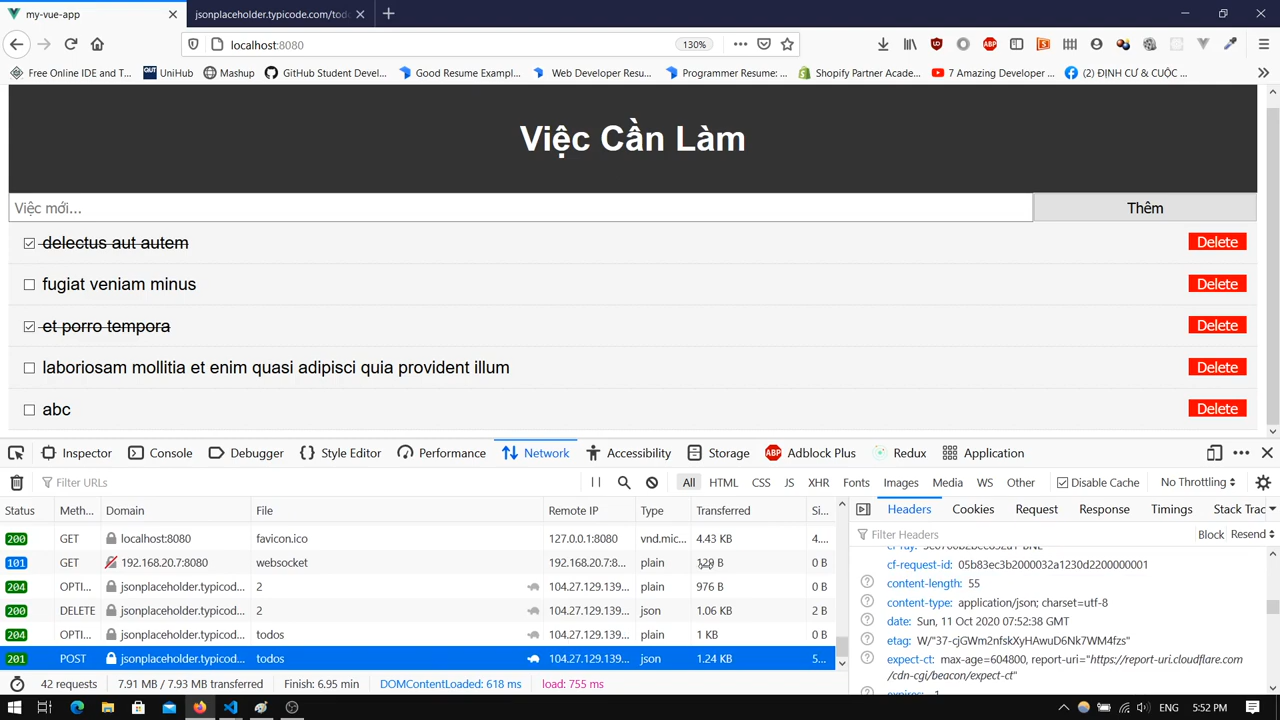 my-vue-app
jsonplaceholder.typicode.com/todo
localhost:8080
130%
Free Online IDE and T...
UniHub
Mashup
GitHub Student Devel...
Good Resume Exampl...
Web Developer Resu...
Programmer Resume: ...
Shopify Partner Acade...
7 Amazing Developer ...
(2) ĐỊNH CƯ & CUỘC ...
Việc Cần Làm
Việc mới...
Thêm
delectus aut autem
Delete
fugiat veniam minus
Delete
et porro tempora
Delete
laboriosam mollitia et enim quasi adipisci quia provident illum
Delete
abc
Delete
Inspector
Console
Debugger
Style Editor
Performance
Network
Accessibility
Storage
Adblock Plus
Redux
Application
Filter URLs
All
HTML
CSS
JS
XHR
Fonts
Images
Media
WS
Other
Disable Cache
No Throttling
Status
Meth...
Domain
File
Remote IP
Type
Transferred
Si...
Headers
Cookies
Request
Response
Timings
Stack Trac
Filter Headers
Block
Resend
200 GET localhost:8080 favicon.ico 127.0.0.1:8080 vnd.mic... 4.43 KB 4....
101 GET 192.168.20.7:8080 websocket 192.168.20.7:8... plain 129 B 0 B
204 OPTI... jsonplaceholder.typicod... 2 104.27.129.139... plain 976 B 0 B
200 DELETE jsonplaceholder.typicod... 2 104.27.129.139... json 1.06 KB 2 B
204 OPTI... jsonplaceholder.typicod... todos 104.27.129.139... plain 1 KB 0 B
201 POST jsonplaceholder.typicod... todos 104.27.129.139... json 1.24 KB 5...
cf-request-id: 05b83ec3b2000032a1230d2200000001
content-length: 55
content-type: application/json; charset=utf-8
date: Sun, 11 Oct 2020 07:52:38 GMT
etag: W/"37-cjGWm2nfskXyHAwuD6Nk7WM4fzs"
expect-ct: max-age=604800, report-uri="https://report-uri.cloudflare.com
/cdn-cgi/beacon/expect-ct"
42 requests
7.91 MB / 7.93 MB transferred
Finish: 6.95 min
DOMContentLoaded: 618 ms
load: 755 ms
ENG
5:52 PM